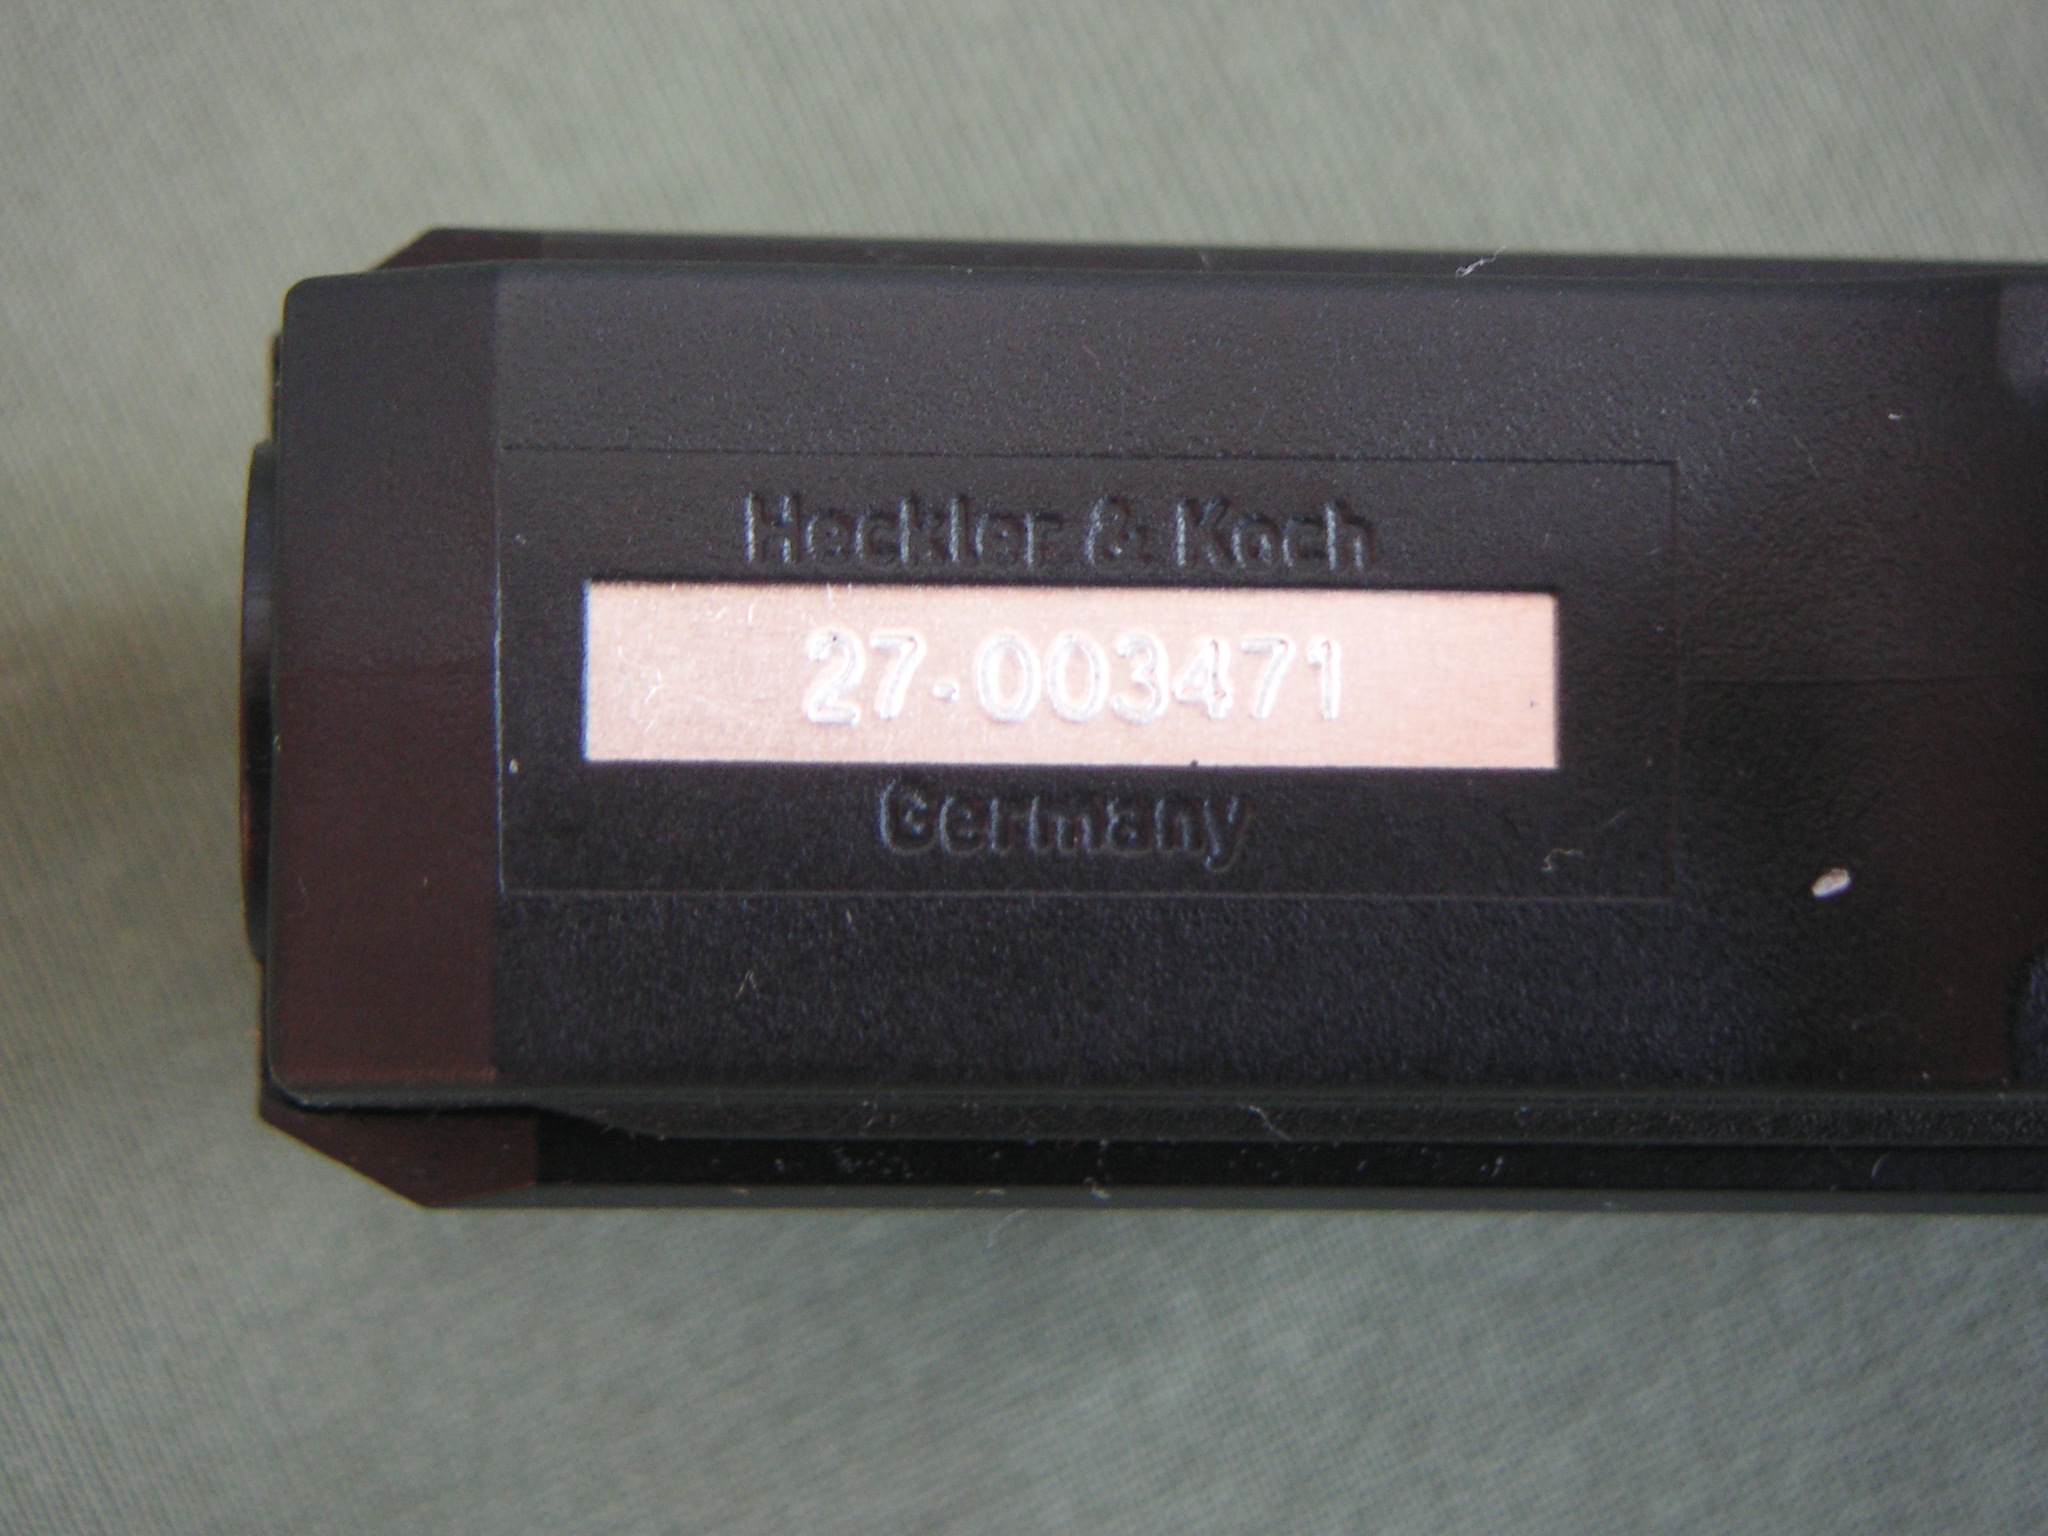 Heckler & Koch
27-003471
Germany